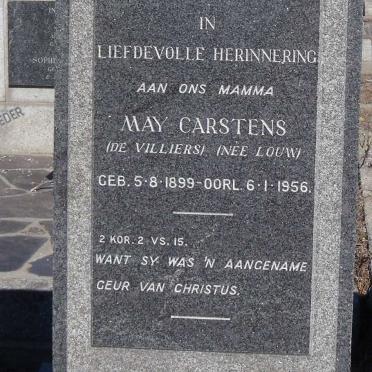 IN
LIEFDEVOLLE HERINNERING
AAN ONS MAMMA
MAY CARSTENS
(DE VILLIERS) (NEE LOUW)
GEB. 5-8-1899-OORL. 6-1-1956.
2 KOR. 2 VS. 15.
WANT SY WAS 'N AANGENAME
GEUR VAN CHRISTUS.